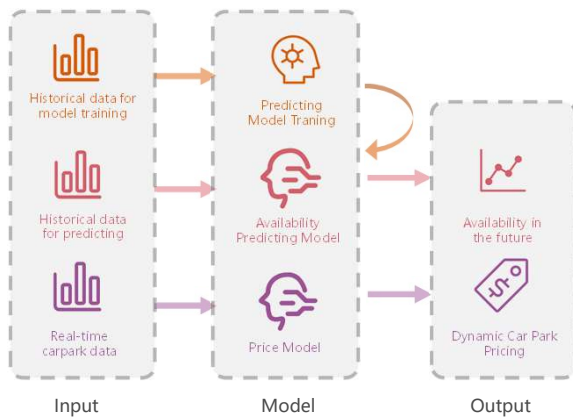 Historical data for
model training
Predicting
Model Traning
Historical data
for predicting
Availability
Predicting Model
Availability in
the future
Real-time
carpark data
Price Model
Dynamic Car Park
Pricing
Input
Model
Output